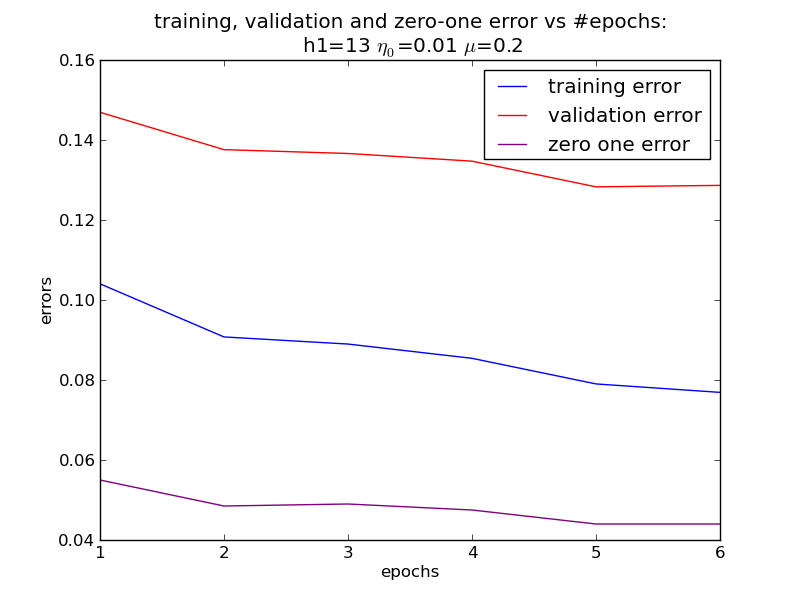 training, validation and zero-one error vs #epochs:
h1=13 η₀=0.01 μ=0.2
training error
validation error
zero one error
errors
0.16
0.14
0.12
0.10
0.08
0.06
0.04
1 2 3 4 5 6
epochs